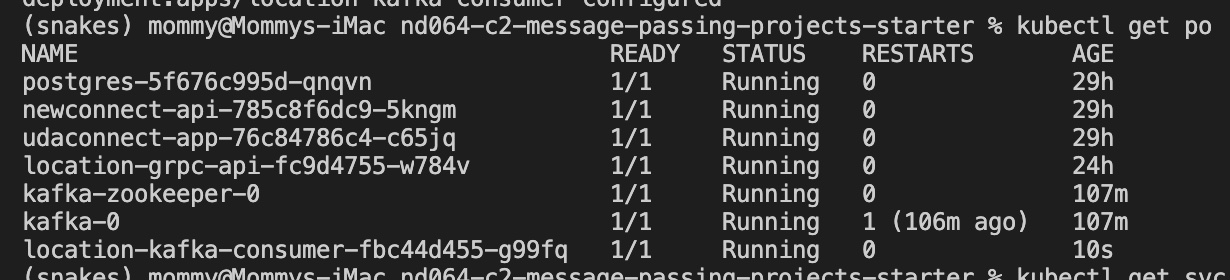 deployment.apps/location-kafka-consumer configured
(snakes) mommy@Mommys-iMac nd064-c2-message-passing-projects-starter % kubectl get po
NAME READY STATUS RESTARTS AGE
postgres-5f676c995d-qnqvn 1/1 Running 0 29h
newconnect-api-785c8f6dc9-5kngm 1/1 Running 0 29h
udaconnect-app-76c84786c4-c65jq 1/1 Running 0 29h
location-grpc-api-fc9d4755-w784v 1/1 Running 0 24h
kafka-zookeeper-0 1/1 Running 0 107m
kafka-0 1/1 Running 1 (106m ago) 107m
location-kafka-consumer-fbc44d455-g99fq 1/1 Running 0 10s
(snakes) mommy@Mommys-iMac nd064-c2-message-passing-projects-starter % kubectl get svc